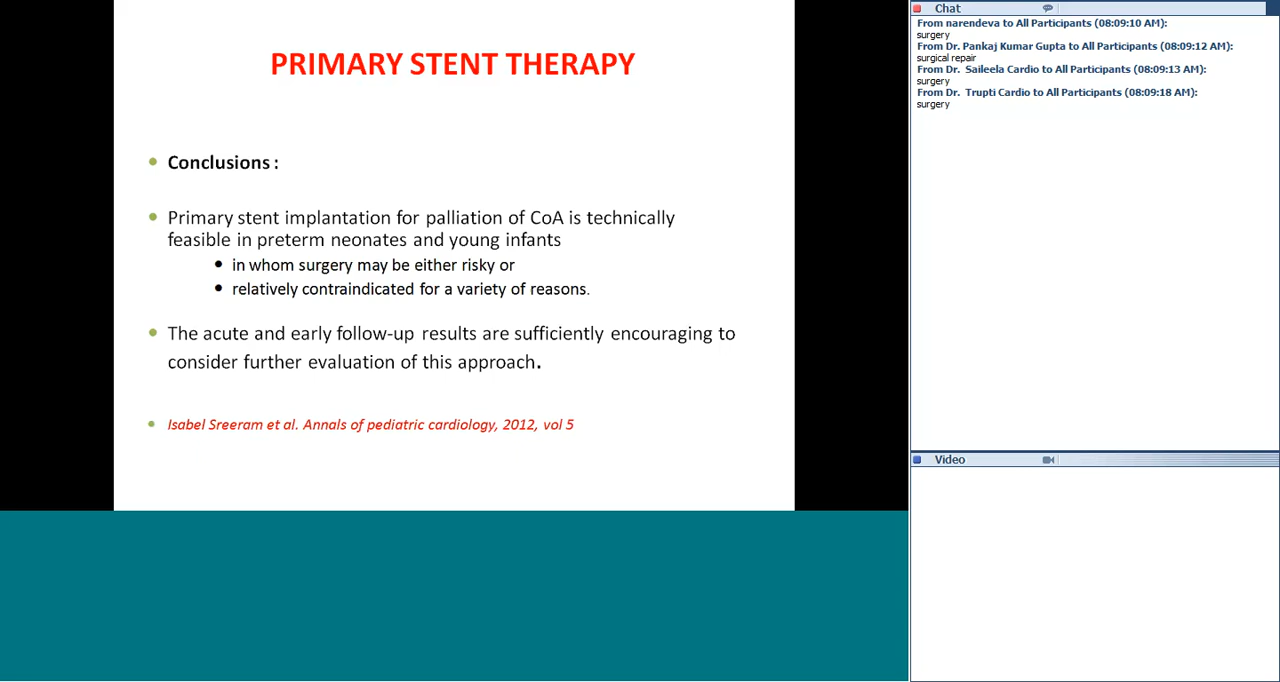 PRIMARY STENT THERAPY
Conclusions :
Primary stent implantation for palliation of CoA is technically
feasible in preterm neonates and young infants
in whom surgery may be either risky or
relatively contraindicated for a variety of reasons.
The acute and early follow-up results are sufficiently encouraging to
consider further evaluation of this approach.
Isabel Sreeram et al. Annals of pediatric cardiology, 2012, vol 5
Chat
From narendeva to All Participants (08:09:10 AM):
surgery
From Dr. Pankaj Kumar Gupta to All Participants (08:09:12 AM):
surgical repair
From Dr.  Saileela Cardio to All Participants (08:09:13 AM):
surgery
From Dr.  Trupti Cardio to All Participants (08:09:18 AM):
surgery
Video